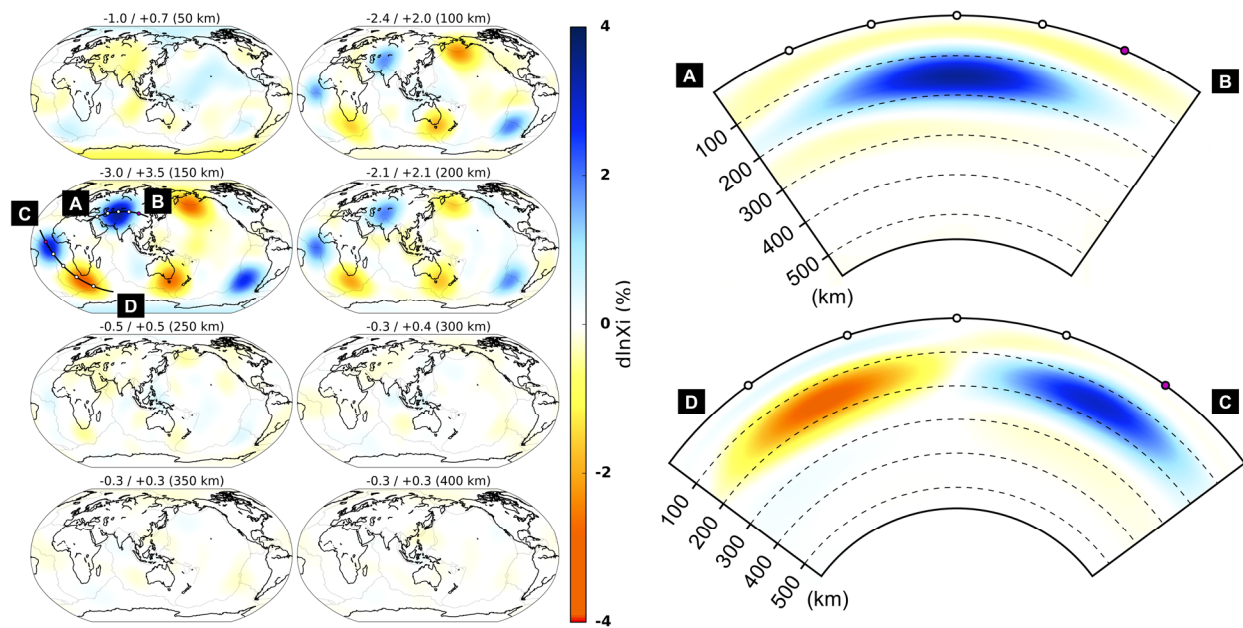 -1.0 / +0.7 (50 km)
-2.4 / +2.0 (100 km)
-3.0 / +3.5 (150 km)
-2.1 / +2.1 (200 km)
A
B
C
D
-0.5 / +0.5 (250 km)
-0.3 / +0.4 (300 km)
-0.3 / +0.3 (350 km)
-0.3 / +0.3 (400 km)
4
2
0
-2
-4
dlnXi (%)
A
B
100
200
300
400
500
(km)
D
C
100
200
300
400
500
(km)